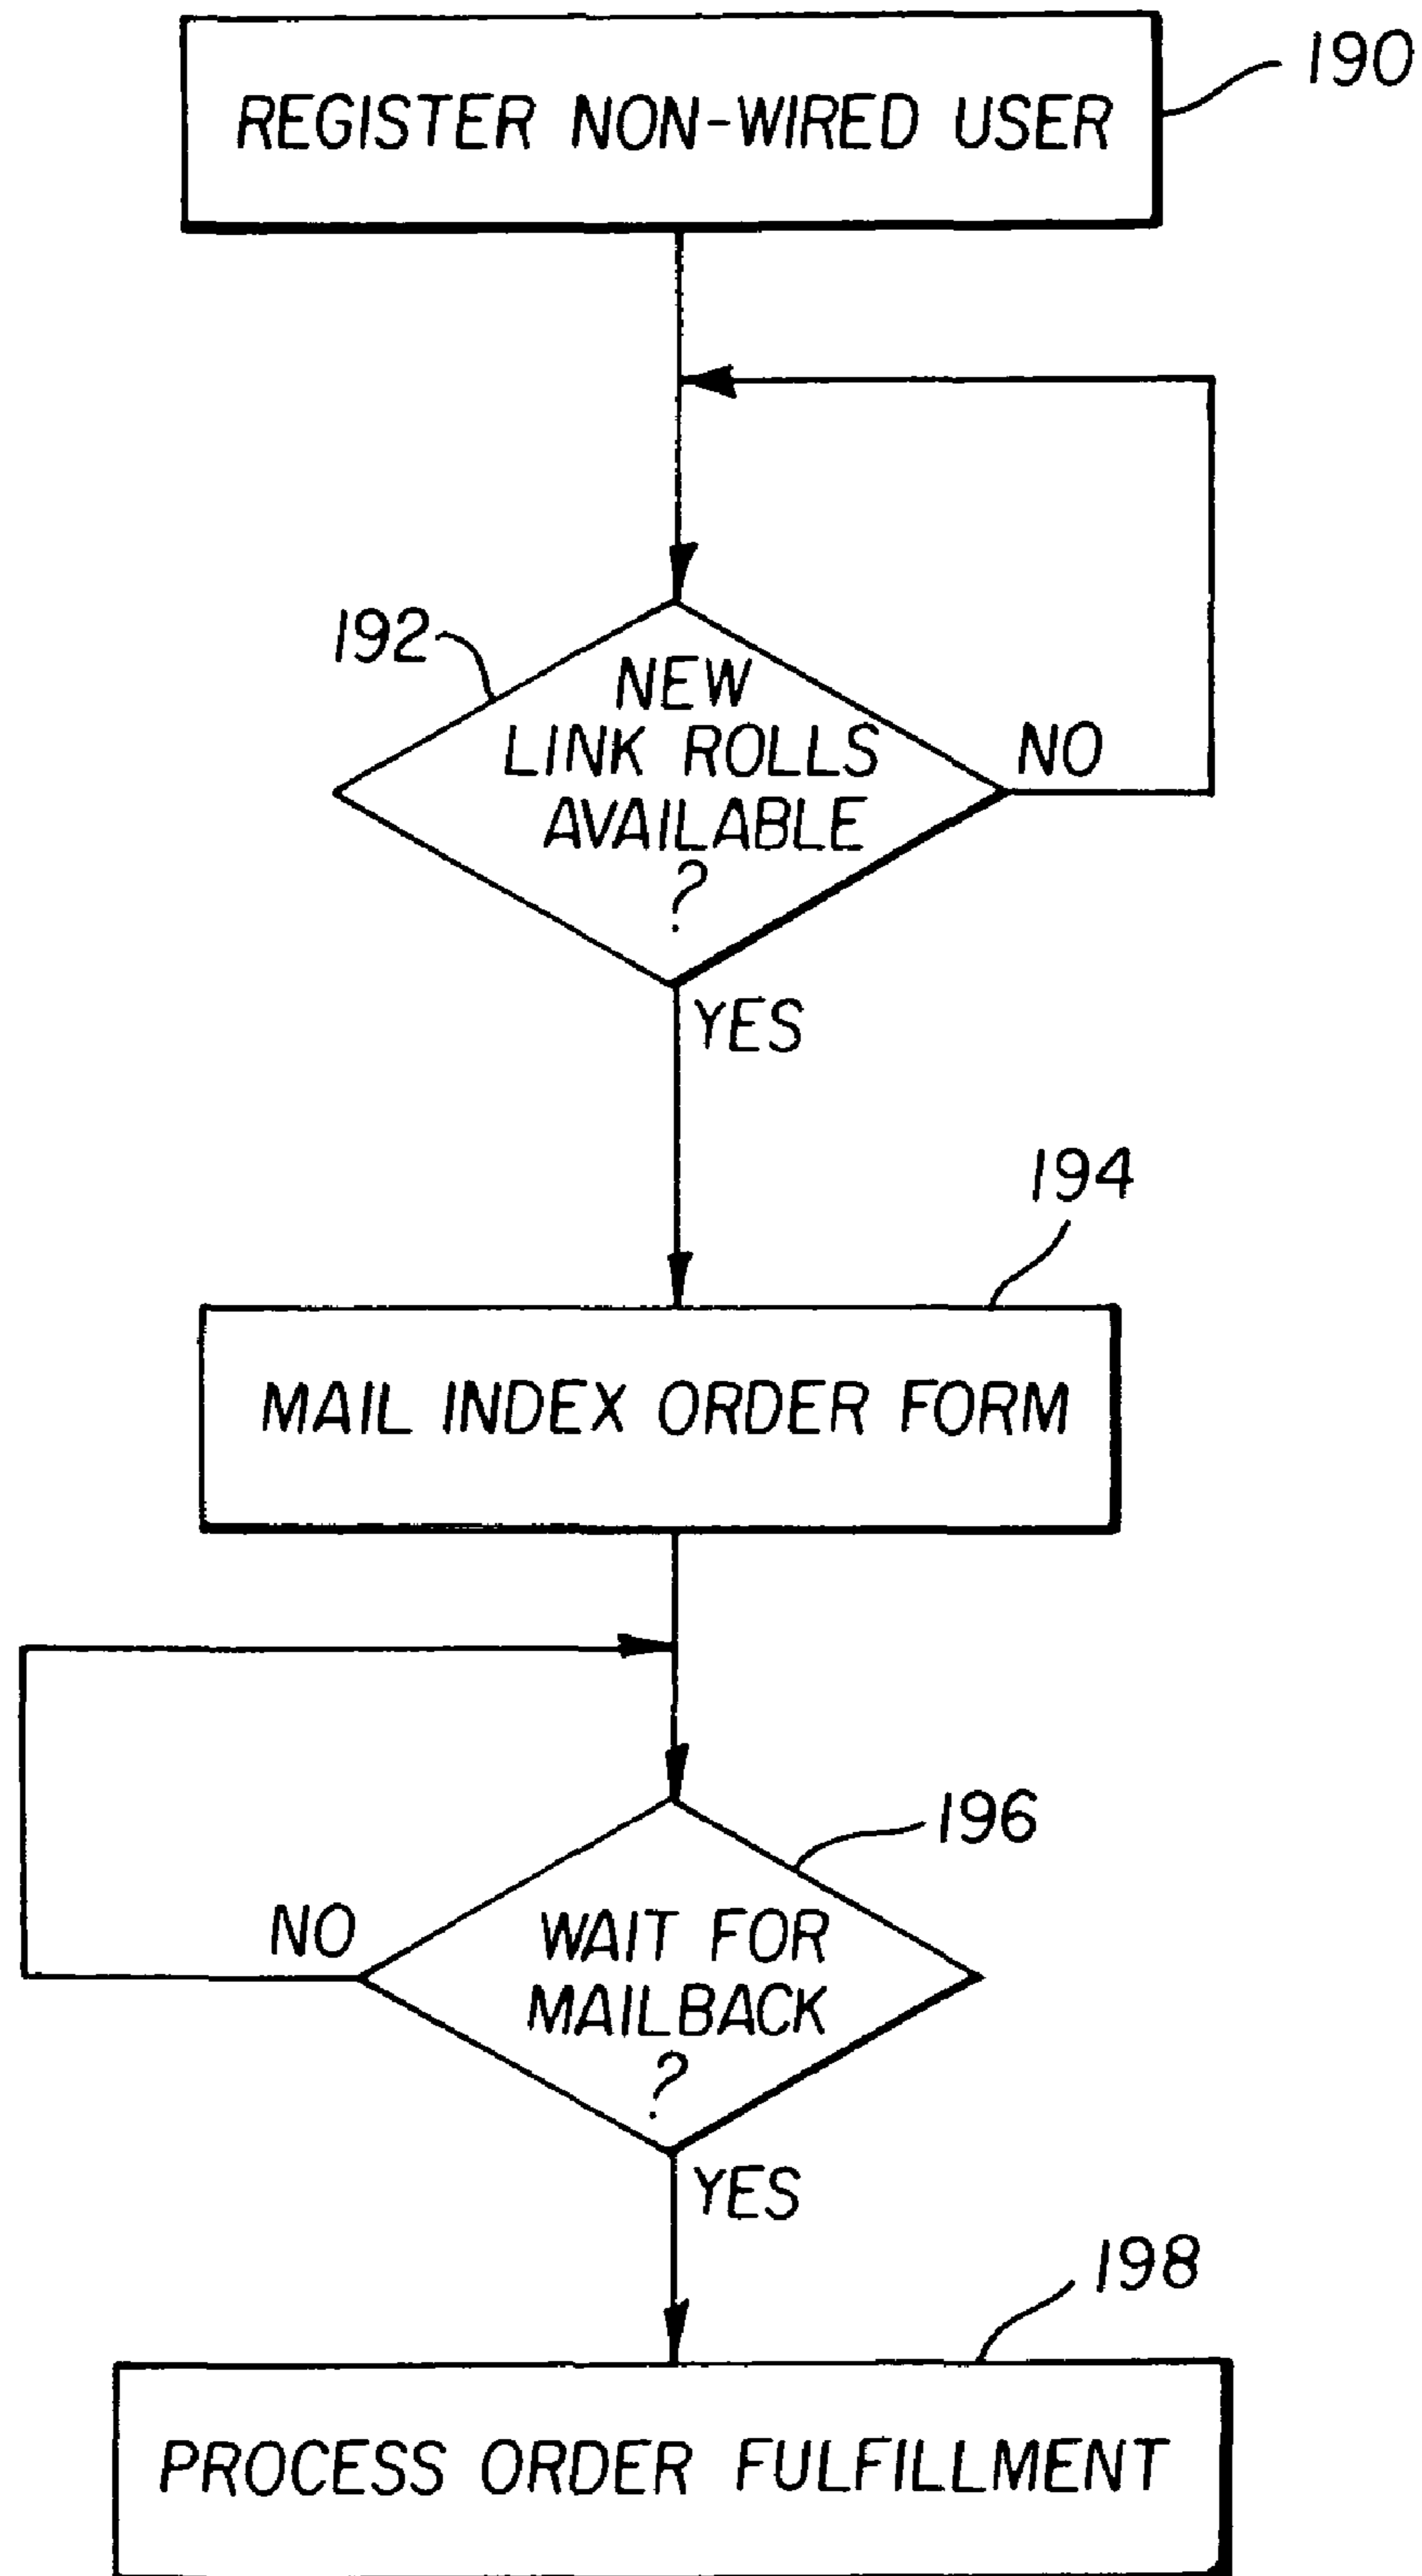 REGISTER NON-WIRED USER
190
192
NEW
LINK ROLLS
AVAILABLE
?
NO
YES
194
MAIL INDEX ORDER FORM
196
NO
WAIT FOR
MAILBACK
?
YES
198
PROCESS ORDER FULFILLMENT